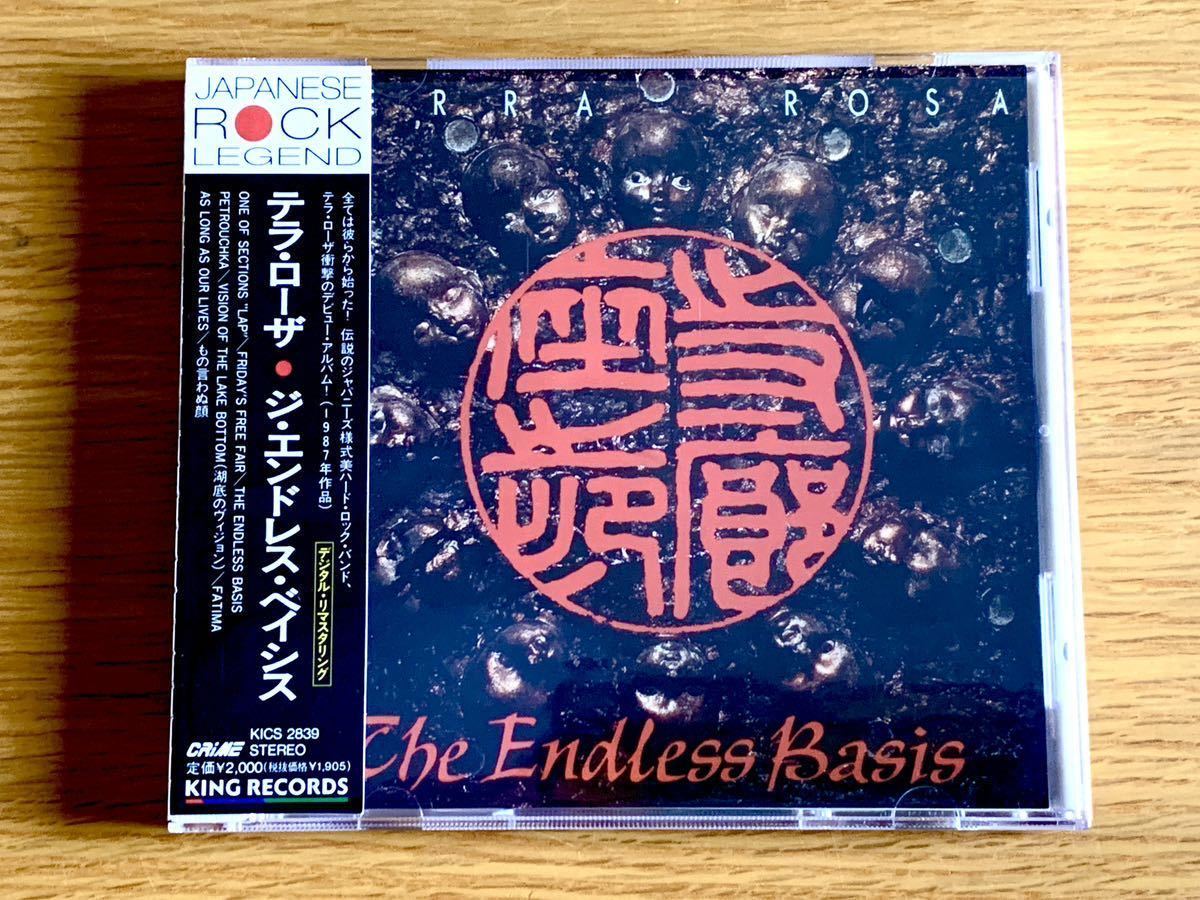 JAPANESE
ROCK
LEGEND
全ては彼らから始った!伝説のジャパニーズ様式美ハード・ロック・バンド、
テラ・ローザ衝撃のデビュー・アルバム!(1987年作品)
デジタル・リマスタリング
テラ・ローザ●ジ・エンドレス・ベイシス
ONE OF SECTIONS "LAP"/FRIDAY'S FREE FAIR/THE ENDLESS BASIS
PETROUCHKA/VISION OF THE LAKE BOTTOM(湖底のヴィジョン)/FATIMA
AS LONG AS OUR LIVES/もの言わぬ顔
KICS 2839
CRiME STEREO
定価¥2,000(税抜価格¥1,905)
KING RECORDS
RRA ROSA
The Endless Basis